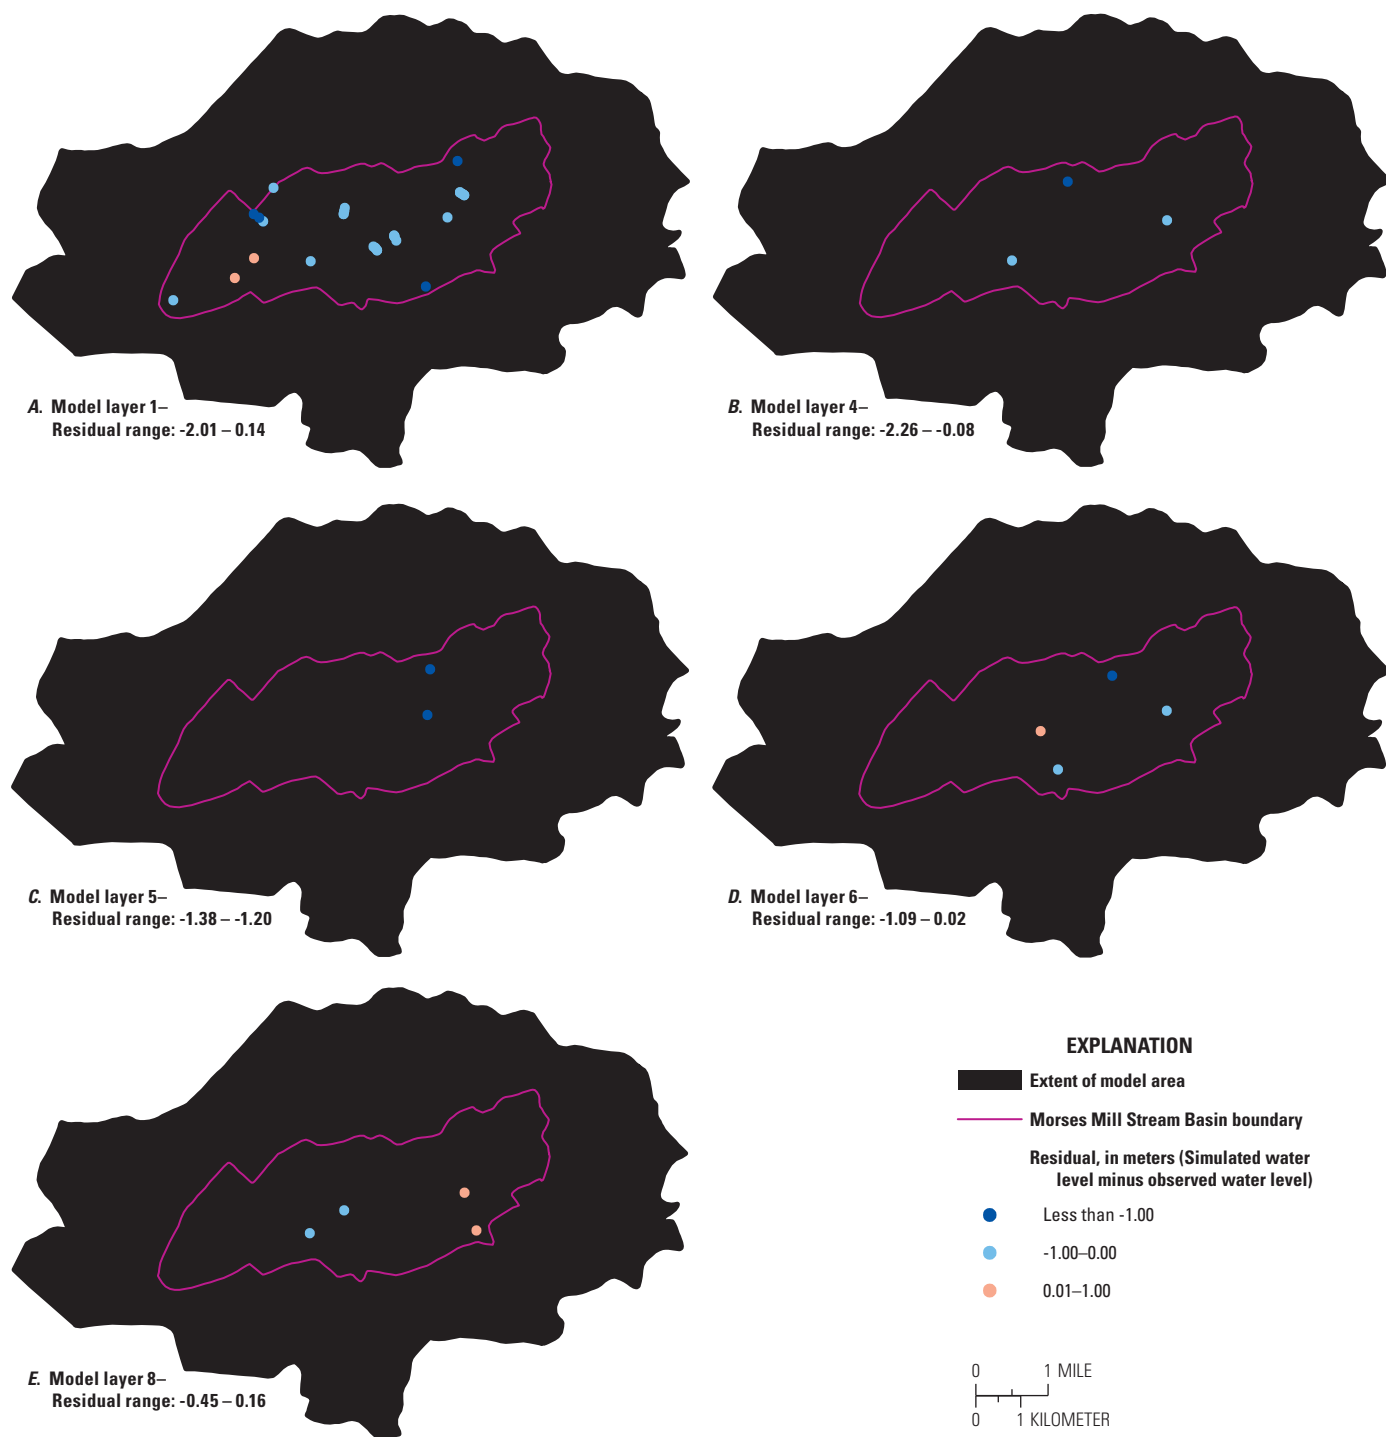 A. Model layer 1–
Residual range: -2.01 – 0.14
B. Model layer 4–
Residual range: -2.26 – -0.08
C. Model layer 5–
Residual range: -1.38 – -1.20
D. Model layer 6–
Residual range: -1.09 – 0.02
E. Model layer 8–
Residual range: -0.45 – 0.16
EXPLANATION
Extent of model area
Morses Mill Stream Basin boundary
Residual, in meters (Simulated water
level minus observed water level)
Less than -1.00
-1.00–0.00
0.01–1.00
0 1 MILE
0 1 KILOMETER